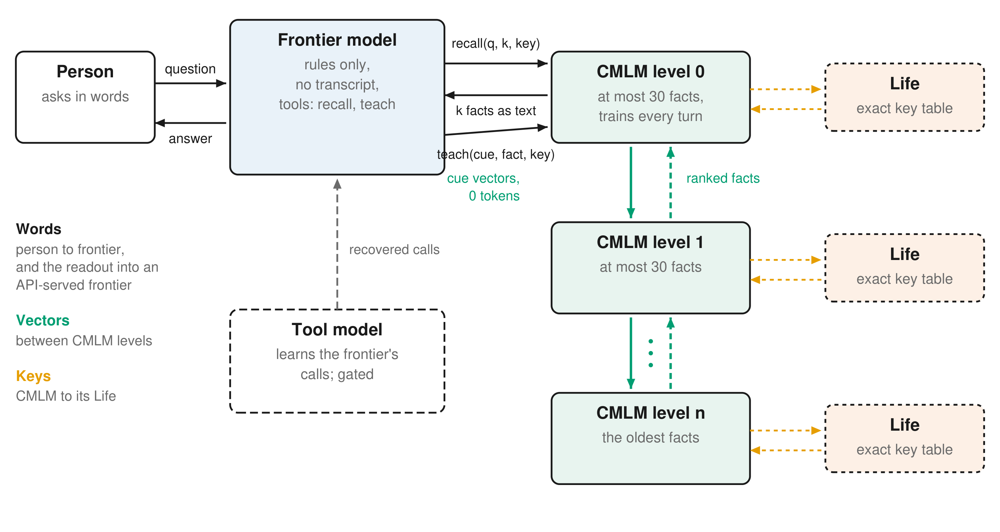 Person
asks in words
question
answer
Frontier model
rules only,
no transcript,
tools: recall, teach
recall(q, k, key)
k facts as text
teach(cue, fact, key)
CMLM level 0
at most 30 facts,
trains every turn
Life
exact key table
cue vectors,
0 tokens
ranked facts
Words
person to frontier,
and the readout into an
API-served frontier
Vectors
between CMLM levels
Keys
CMLM to its Life
recovered calls
Tool model
learns the frontier's
calls; gated
CMLM level 1
at most 30 facts
Life
exact key table
CMLM level n
the oldest facts
Life
exact key table